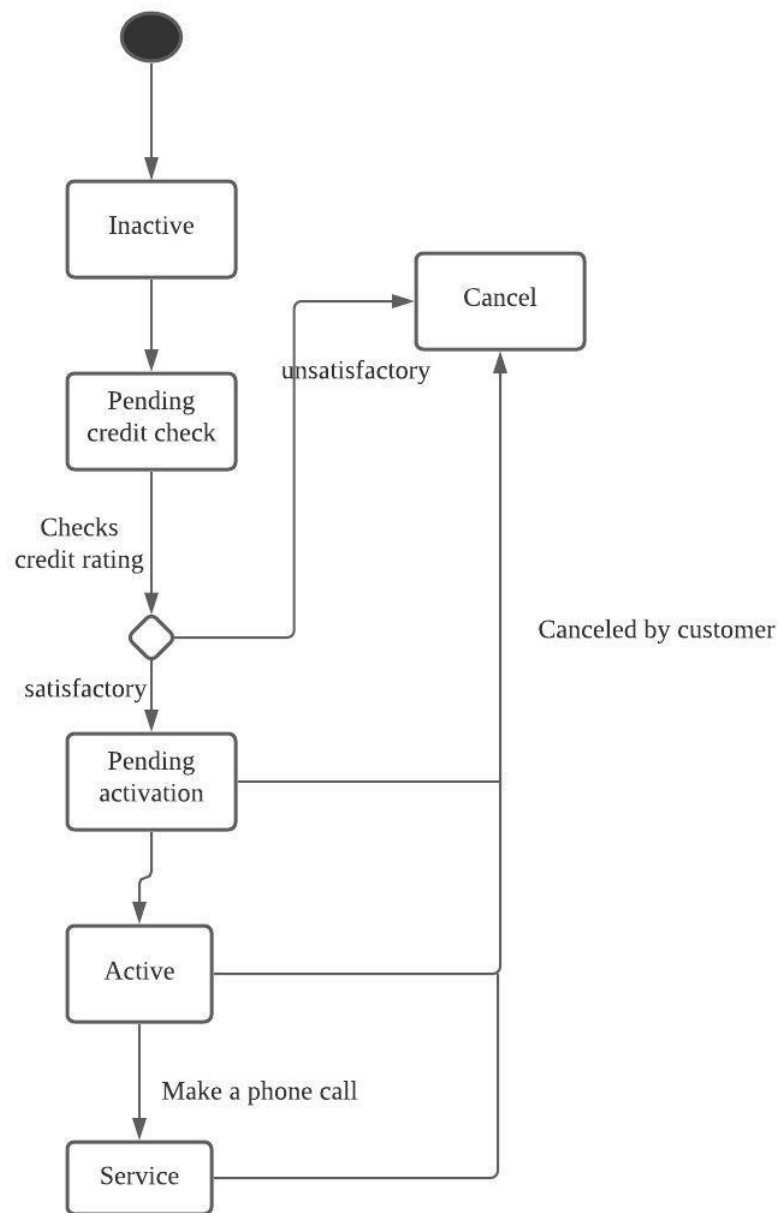 Inactive
Cancel
unsatisfactory
Pending
credit check
Checks
credit rating
Canceled by customer
satisfactory
Pending
activation
Active
Make a phone call
Service